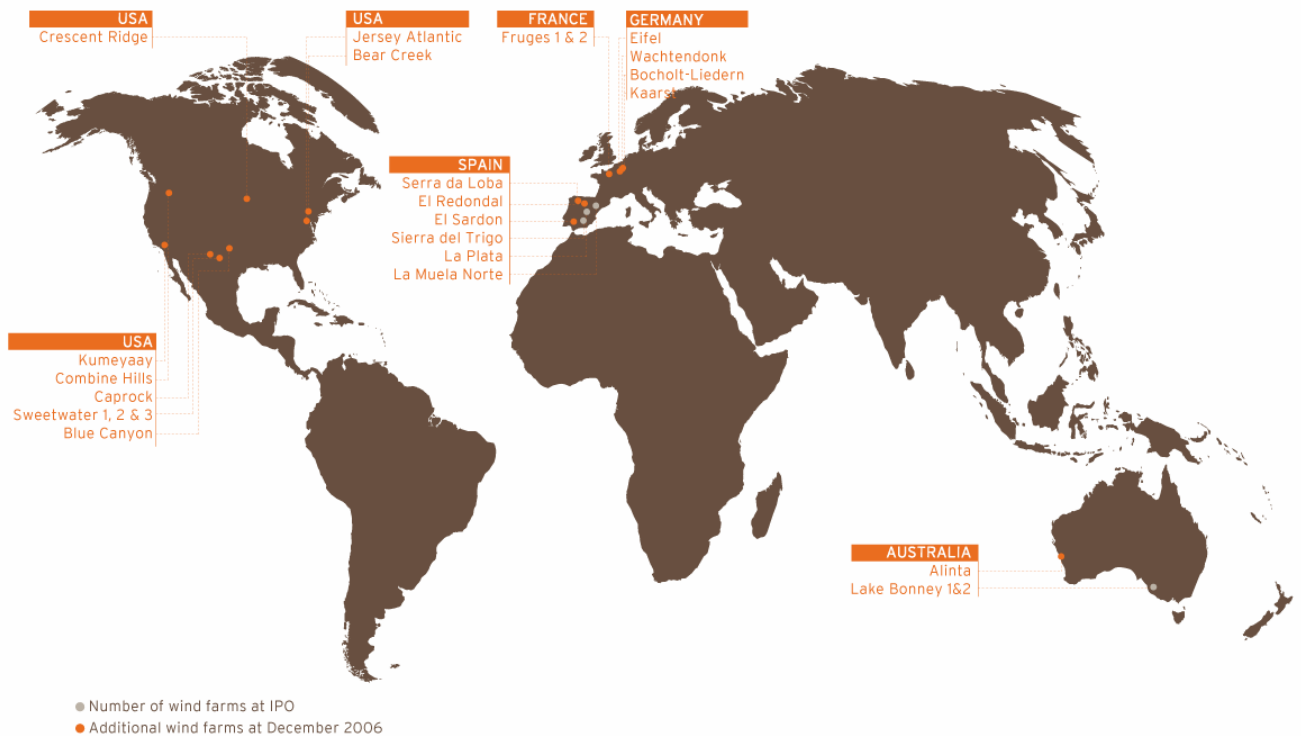 USA
Crescent Ridge
USA
Jersey Atlantic
Bear Creek
FRANCE
Fruges 1 & 2
GERMANY
Eifel
Wachtendonk
Bocholt-Liedern
Kaarst
SPAIN
Serra da Loba
El Redondal
El Sardon
Sierra del Trigo
La Plata
La Muela Norte
USA
Kumeyaay
Combine Hills
Caprock
Sweetwater 1, 2 & 3
Blue Canyon
AUSTRALIA
Alinta
Lake Bonney 1&2
Number of wind farms at IPO
Additional wind farms at December 2006